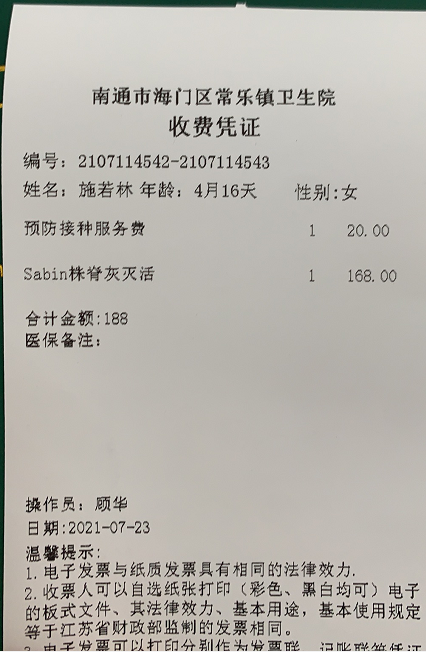 南通市海门区常乐镇卫生院
收费凭证
编号：2107114542-2107114543
姓名：施若林 年龄：4月16天 性别:女
预防接种服务费 1 20.00
Sabin株脊灰灭活 1 168.00
合计金额:188
医保备注:
操作员：顾华
日期:2021-07-23
温馨提示:
1.电子发票与纸质发票具有相同的法律效力.
2.收票人可以自选纸张打印（彩色、黑白均可）电子
的板式文件、其法律效力、基本用途，基本使用规定
等于江苏省财政部监制的发票相同。
3.电子发票可以打印分别作为发票联、记账联等凭证